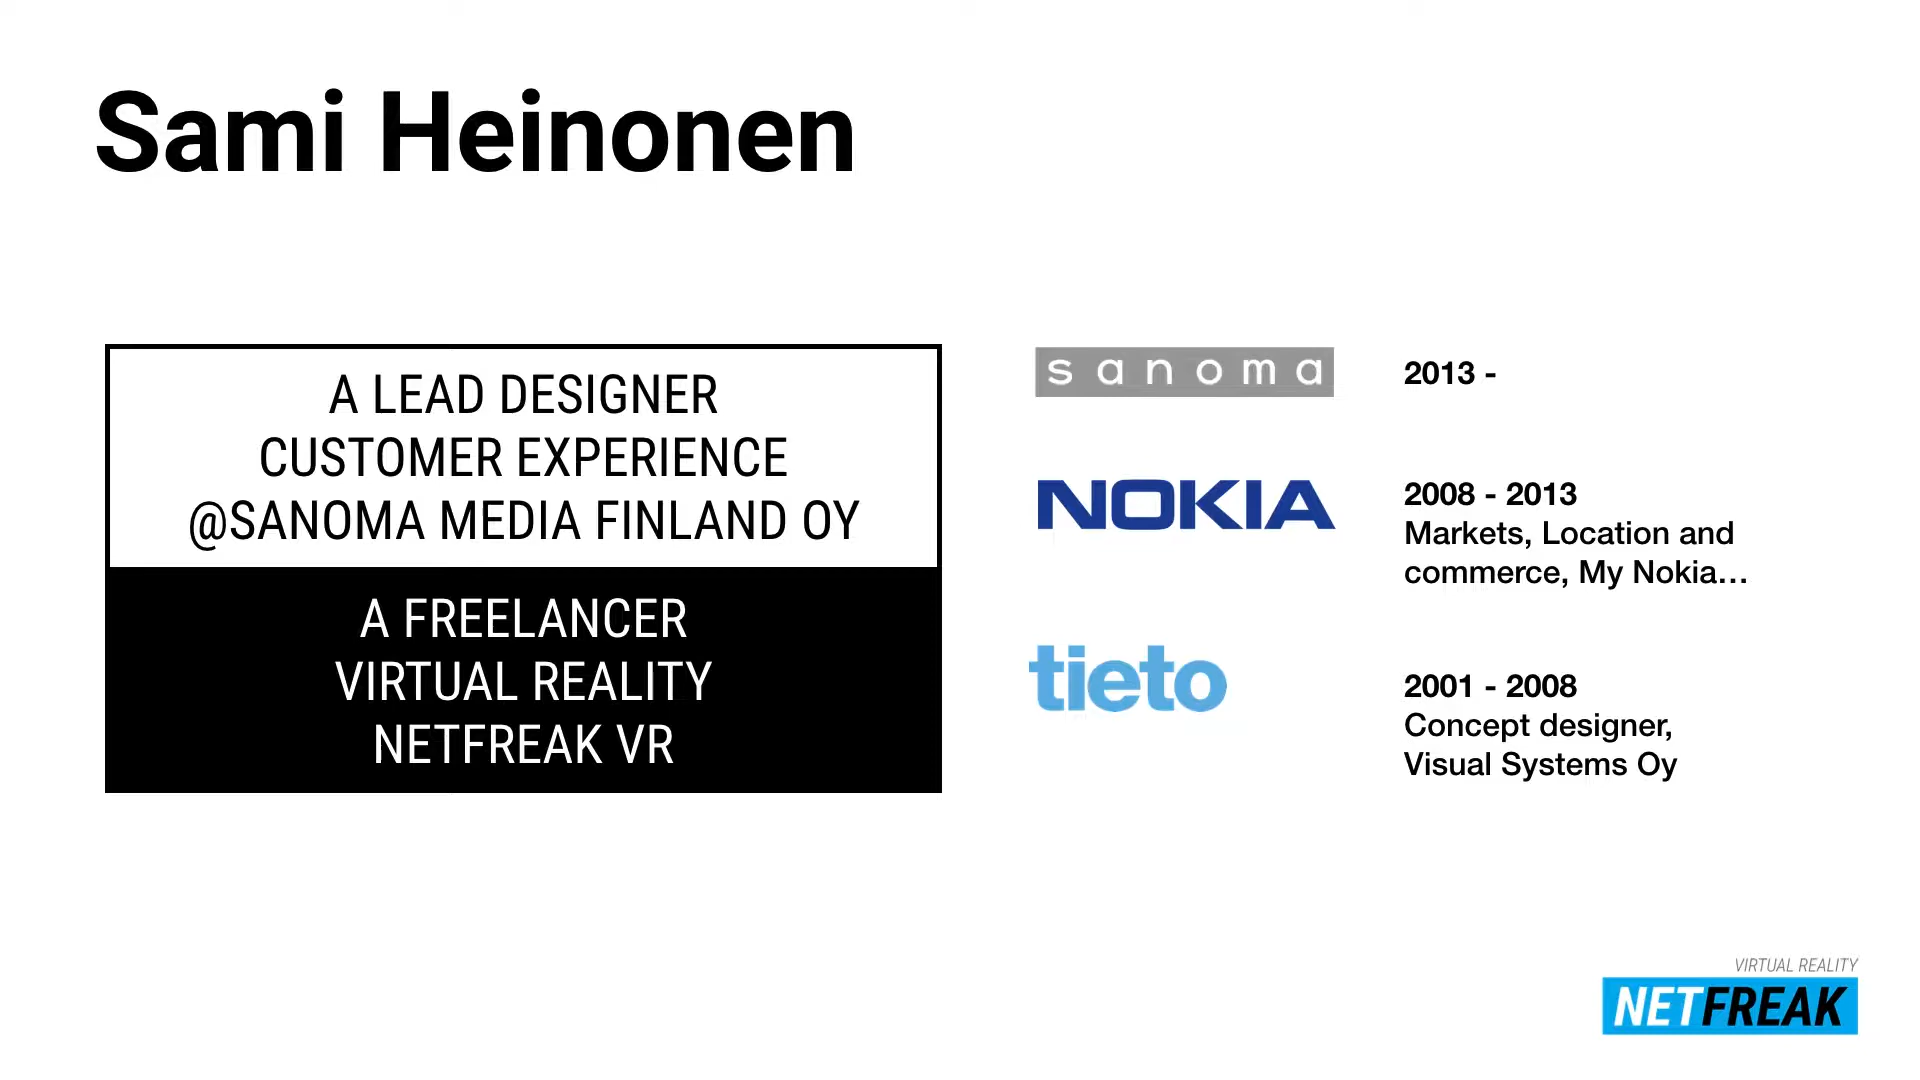 Sami Heinonen
A LEAD DESIGNER
CUSTOMER EXPERIENCE
@SANOMA MEDIA FINLAND OY
A FREELANCER
VIRTUAL REALITY
NETFREAK VR
sanoma
2013 -
NOKIA
2008 - 2013
Markets, Location and
commerce, My Nokia…
tieto
2001 - 2008
Concept designer,
Visual Systems Oy
VIRTUAL REALITY
NETFREAK